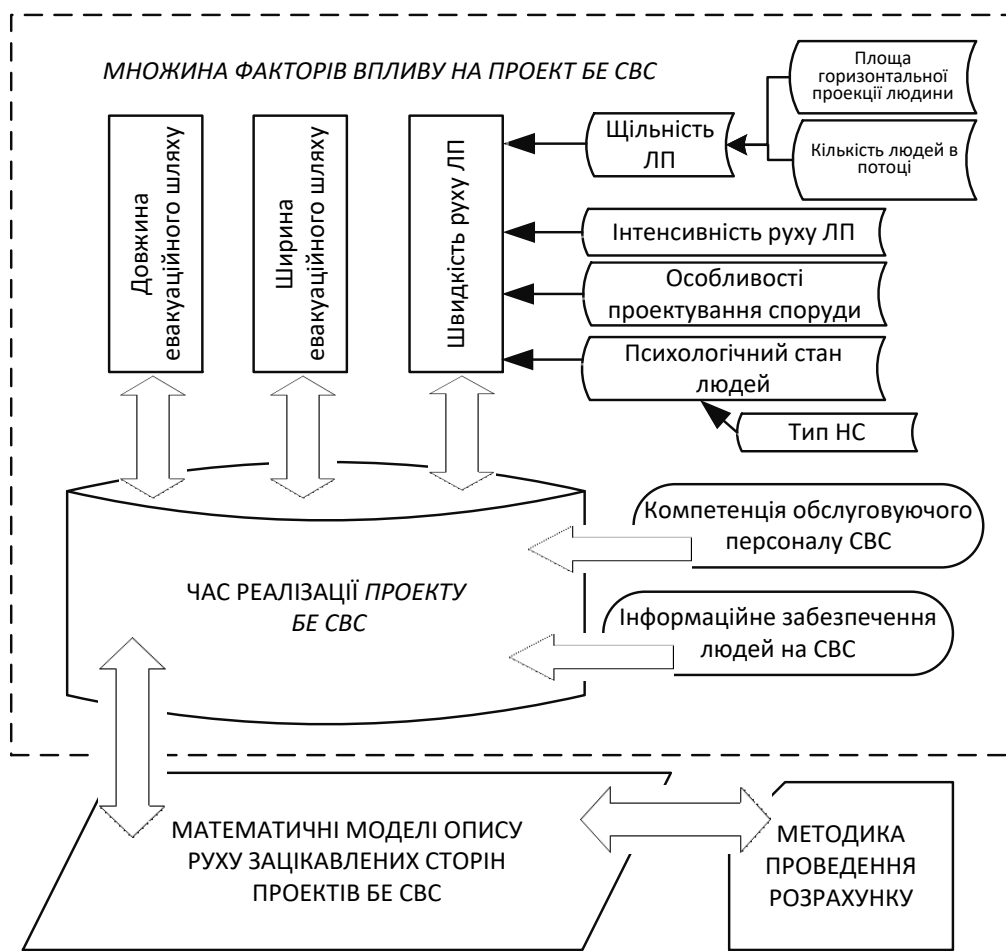 МНОЖИНА ФАКТОРІВ ВПЛИВУ НА ПРОЕКТ БЕ СВС
Площа
горизонтальної
проекції людини
Кількість людей в
потоці
Щільність
ЛП
Довжина
евакуаційного шляху
Ширина
евакуаційного шляху
Швидкість руху ЛП
Інтенсивність руху ЛП
Особливості
проектування споруди
Психологічний стан
людей
Тип НС
Компетенція обслуговуючого
персоналу СВС
ЧАС РЕАЛІЗАЦІЇ ПРОЕКТУ
БЕ СВС
Інформаційне забезпечення
людей на СВС
МАТЕМАТИЧНІ МОДЕЛІ ОПИСУ
РУХУ ЗАЦІКАВЛЕНИХ СТОРІН
ПРОЕКТІВ БЕ СВС
МЕТОДИКА
ПРОВЕДЕННЯ
РОЗРАХУНКУ